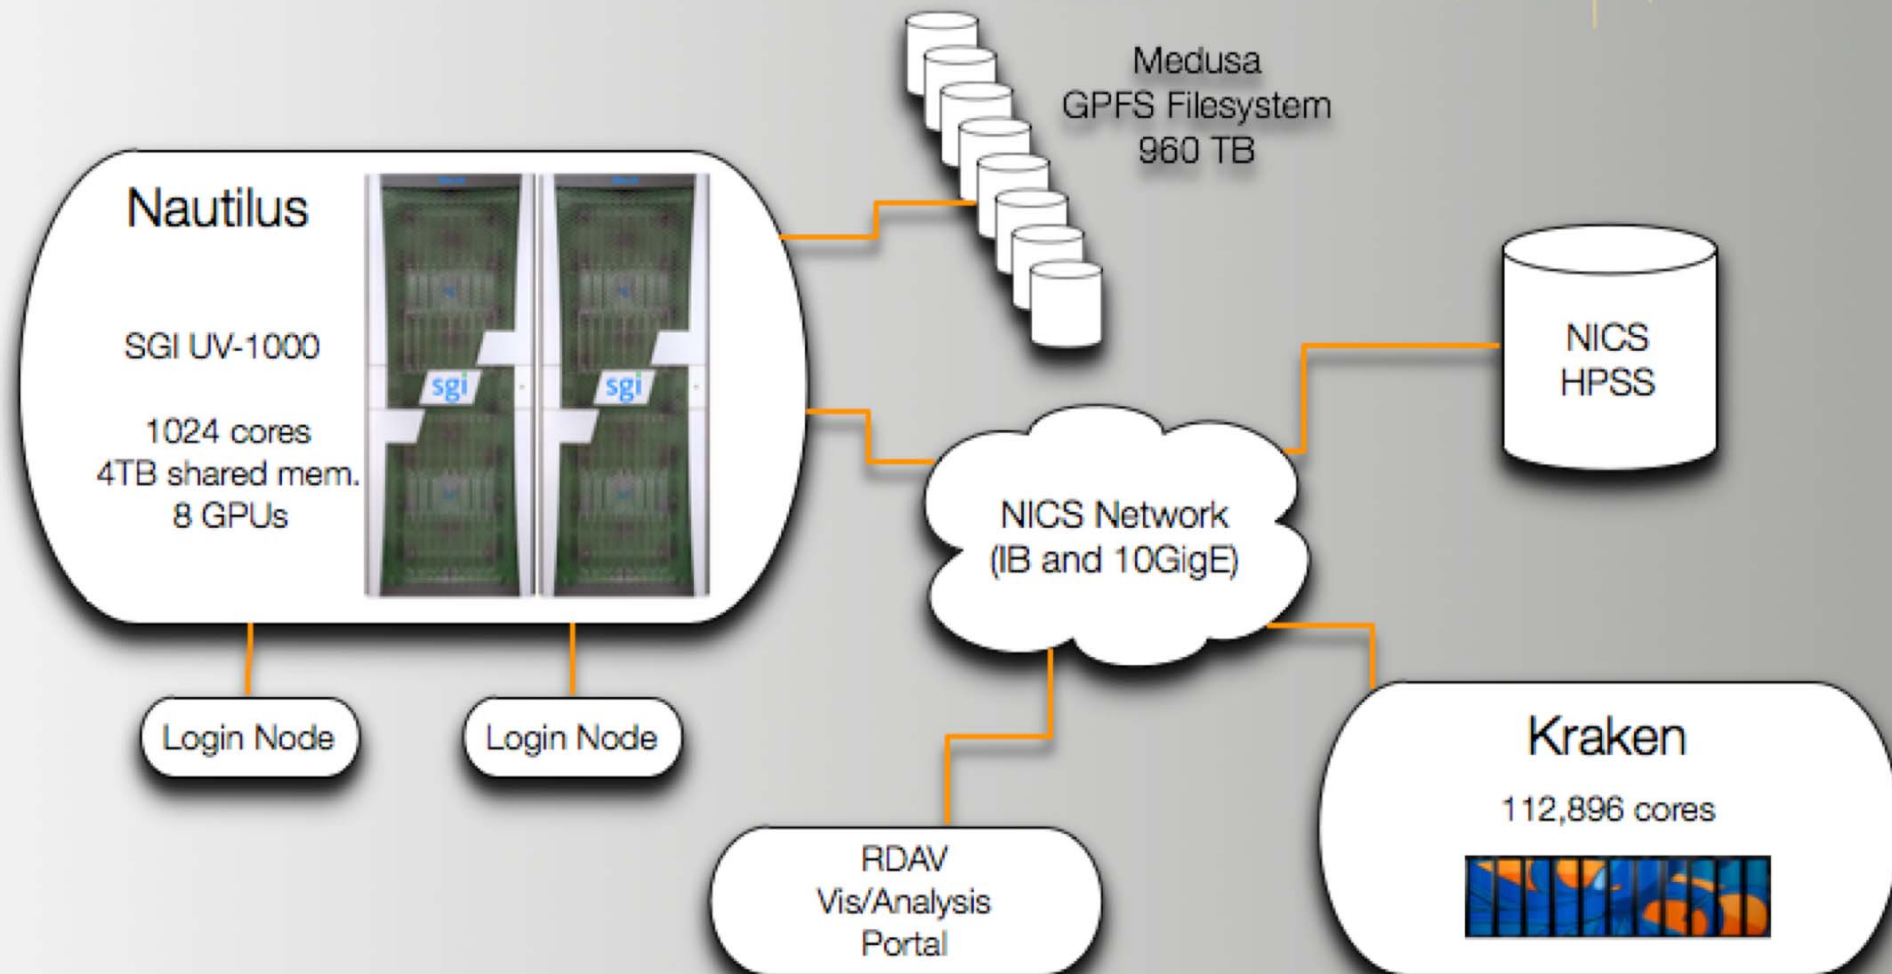 Medusa
GPFS Filesystem
960 TB
Nautilus
SGI UV-1000
1024 cores
4TB shared mem.
8 GPUs
sgi
sgi
NICS
HPSS
NICS Network
(IB and 10GigE)
Login Node
Login Node
Kraken
112,896 cores
RDAV
Vis/Analysis
Portal